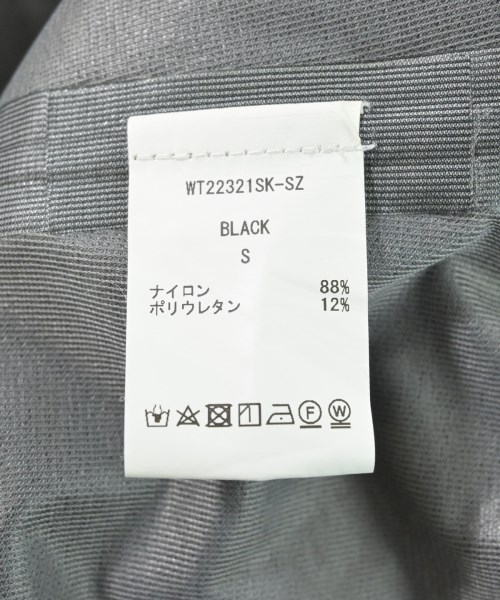 WT22321SK-SZ
BLACK
S
ナイロン 88%
ポリウレタン 12%
F W